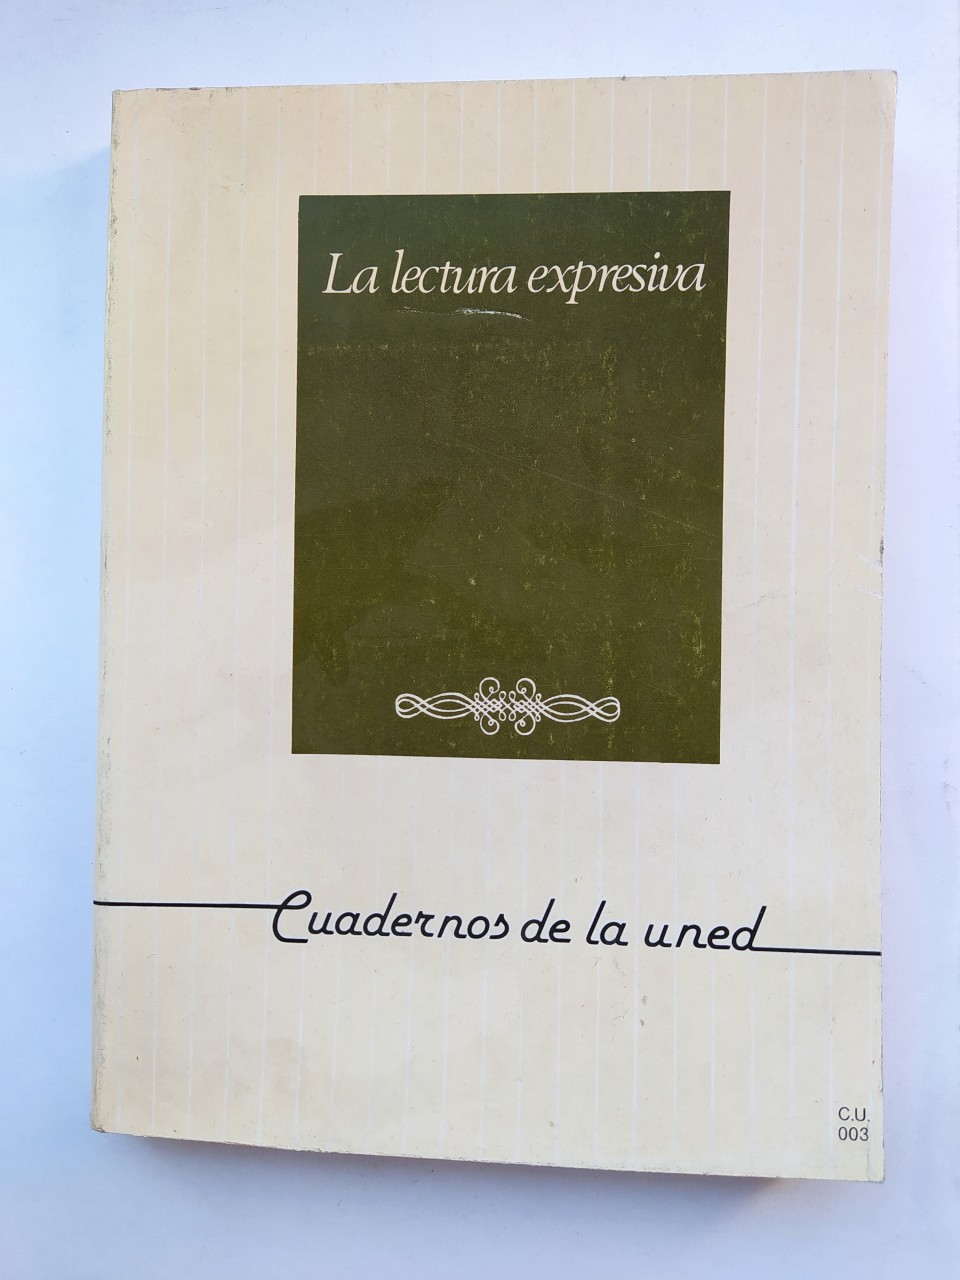 La lectura expresiva
Cuadernos de la uned
C.U.
003